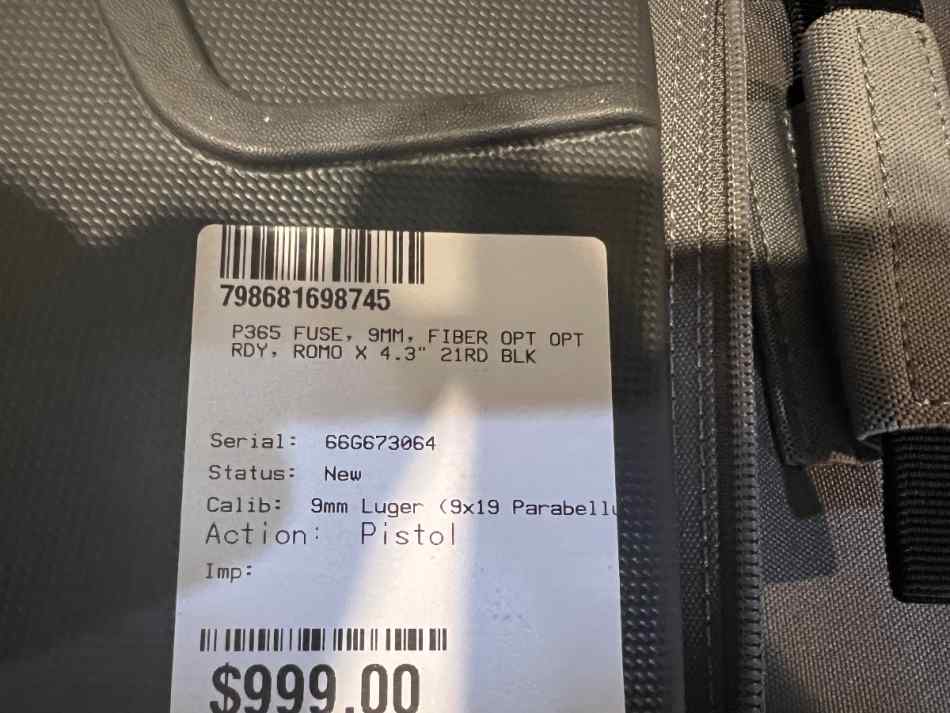 798681698745
P365 FUSE, 9MM, FIBER OPT OPT
RDY, ROMO X 4.3" 21RD BLK
Serial: 66G673064
Status: New
Calib: 9mm Luger (9x19 Parabellu
Action: Pistol
Imp:
$999.00